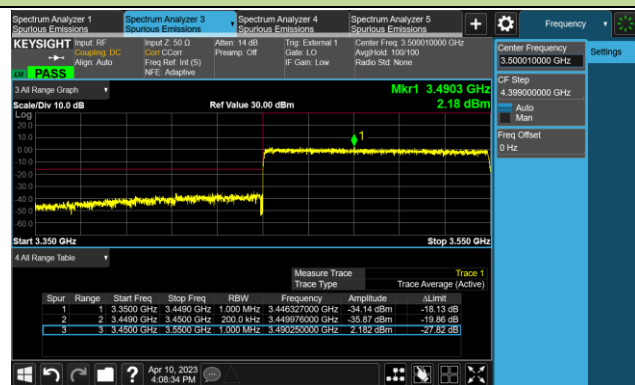 Spectrum Analyzer 1
Spurious Emissions
Spectrum Analyzer 3
Spurious Emissions
Spectrum Analyzer 4
Spurious Emissions
Spectrum Analyzer 5
Spurious Emissions
+
Frequency
KEYSIGHT
Input: RF
Coupling: DC
Align: Auto
Input Z: 50 Ω
Corr CCorr
Freq Ref: Int (S)
NFE: Adaptive
Atten: 14 dB
Preamp: Off
Trig: External 1
Gate: LO
IF Gain: Low
Center Freq: 3.500010000 GHz
Avg|Hold: 100/100
Radio Std: None
PASS
Center Frequency
3.500010000 GHz
Settings
CF Step
4.399000000 GHz
Auto
Man
Freq Offset
0 Hz
3 All Range Graph
Mkr1 3.4903 GHz
Scale/Div 10.0 dB
Ref Value 30.00 dBm
2.18 dBm
Log
20.0
10.0
0.00
-10.0
-20.0
-30.0
-40.0
-50.0
-60.0
1
Start 3.350 GHz
Stop 3.550 GHz
4 All Range Table
Measure Trace Trace 1
Trace Type Trace Average (Active)
Spur Range Start Freq Stop Freq RBW Frequency Amplitude ΔLimit
1 1 3.3500 GHz 3.4490 GHz 1.000 MHz 3.446327000 GHz -34.14 dBm -18.13 dB
2 2 3.4490 GHz 3.4500 GHz 200.0 kHz 3.449976000 GHz -35.87 dBm -19.86 dB
3 3 3.4500 GHz 3.5500 GHz 1.000 MHz 3.490250000 GHz 2.182 dBm -27.82 dB
?
Apr 10, 2023
4:08:34 PM